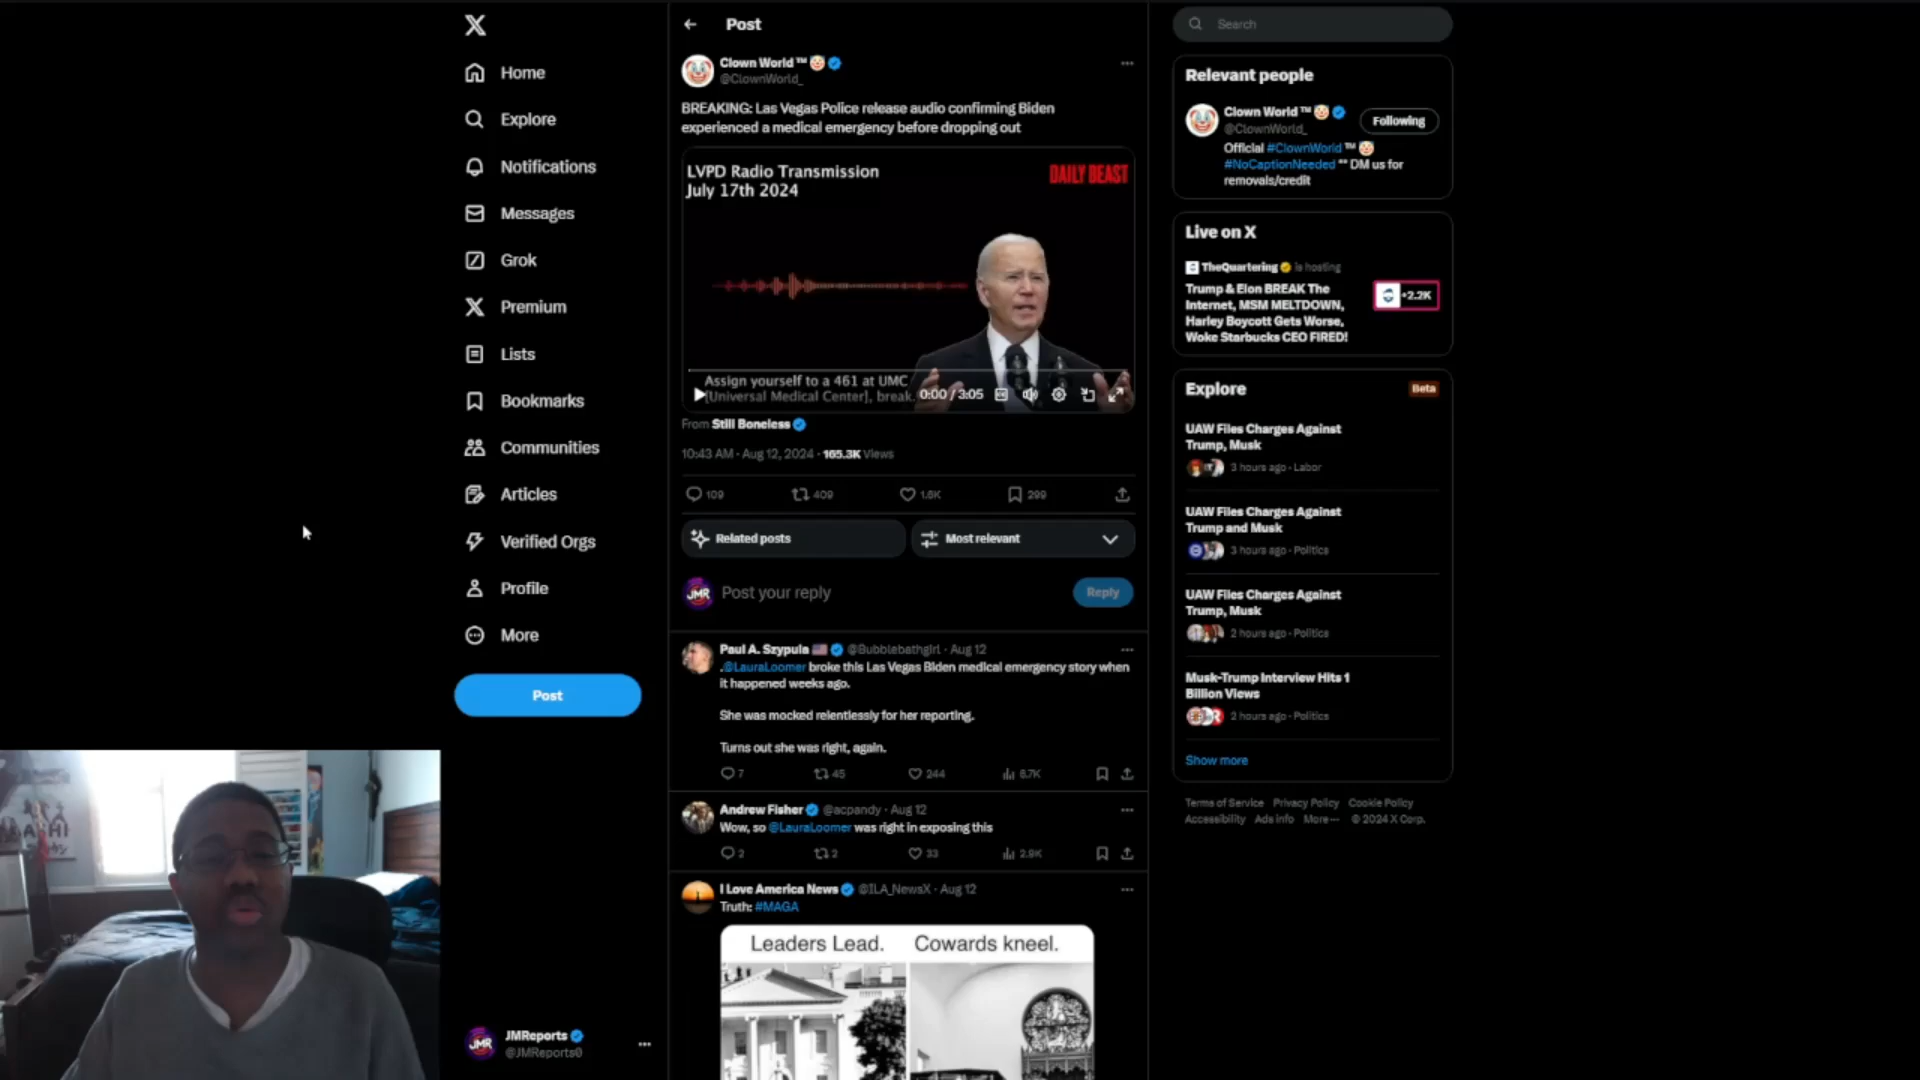 Home
Explore
Notifications
Messages
Grok
Premium
Lists
Bookmarks
Communities
Articles
Verified Orgs
Profile
More
Post
JMR
JMReports
@JMReports0
Post
Clown World ™ 🤡
@ClownWorld_
BREAKING: Las Vegas Police release audio confirming Biden
experienced a medical emergency before dropping out
LVPD Radio Transmission
July 17th 2024
DAILY BEAST
Assign yourself to a 461 at UMC
[Universal Medical Center], break.
0:00 / 3:05
From Still Boneless
10:43 AM · Aug 12, 2024 · 165.3K Views
109
409
1.6K
299
Related posts
Most relevant
JMR
Post your reply
Reply
Paul A. Szypula 🇺🇸 @Bubblebathgirl · Aug 12
.@LauraLoomer broke this Las Vegas Biden medical emergency story when
it happened weeks ago.
She was mocked relentlessly for her reporting.
Turns out she was right, again.
7
45
244
6.7K
Andrew Fisher @acpandy · Aug 12
Wow, so @LauraLoomer was right in exposing this
2
2
33
2.9K
I Love America News @ILA_NewsX · Aug 12
Truth: #MAGA
Leaders Lead. Cowards kneel.
Search
Relevant people
Clown World ™ 🤡
@ClownWorld_
Following
Official #ClownWorld ™ 🤡
#NoCaptionNeeded ** DM us for
removals/credit
Live on X
TheQuartering is hosting
Trump & Elon BREAK The
Internet, MSM MELTDOWN,
Harley Boycott Gets Worse,
Woke Starbucks CEO FIRED!
+2.2K
Explore
Beta
UAW Files Charges Against
Trump, Musk
3 hours ago · Labor
UAW Files Charges Against
Trump and Musk
3 hours ago · Politics
UAW Files Charges Against
Trump, Musk
2 hours ago · Politics
Musk-Trump Interview Hits 1
Billion Views
2 hours ago · Politics
Show more
Terms of Service Privacy Policy Cookie Policy
Accessibility Ads info More··· © 2024 X Corp.